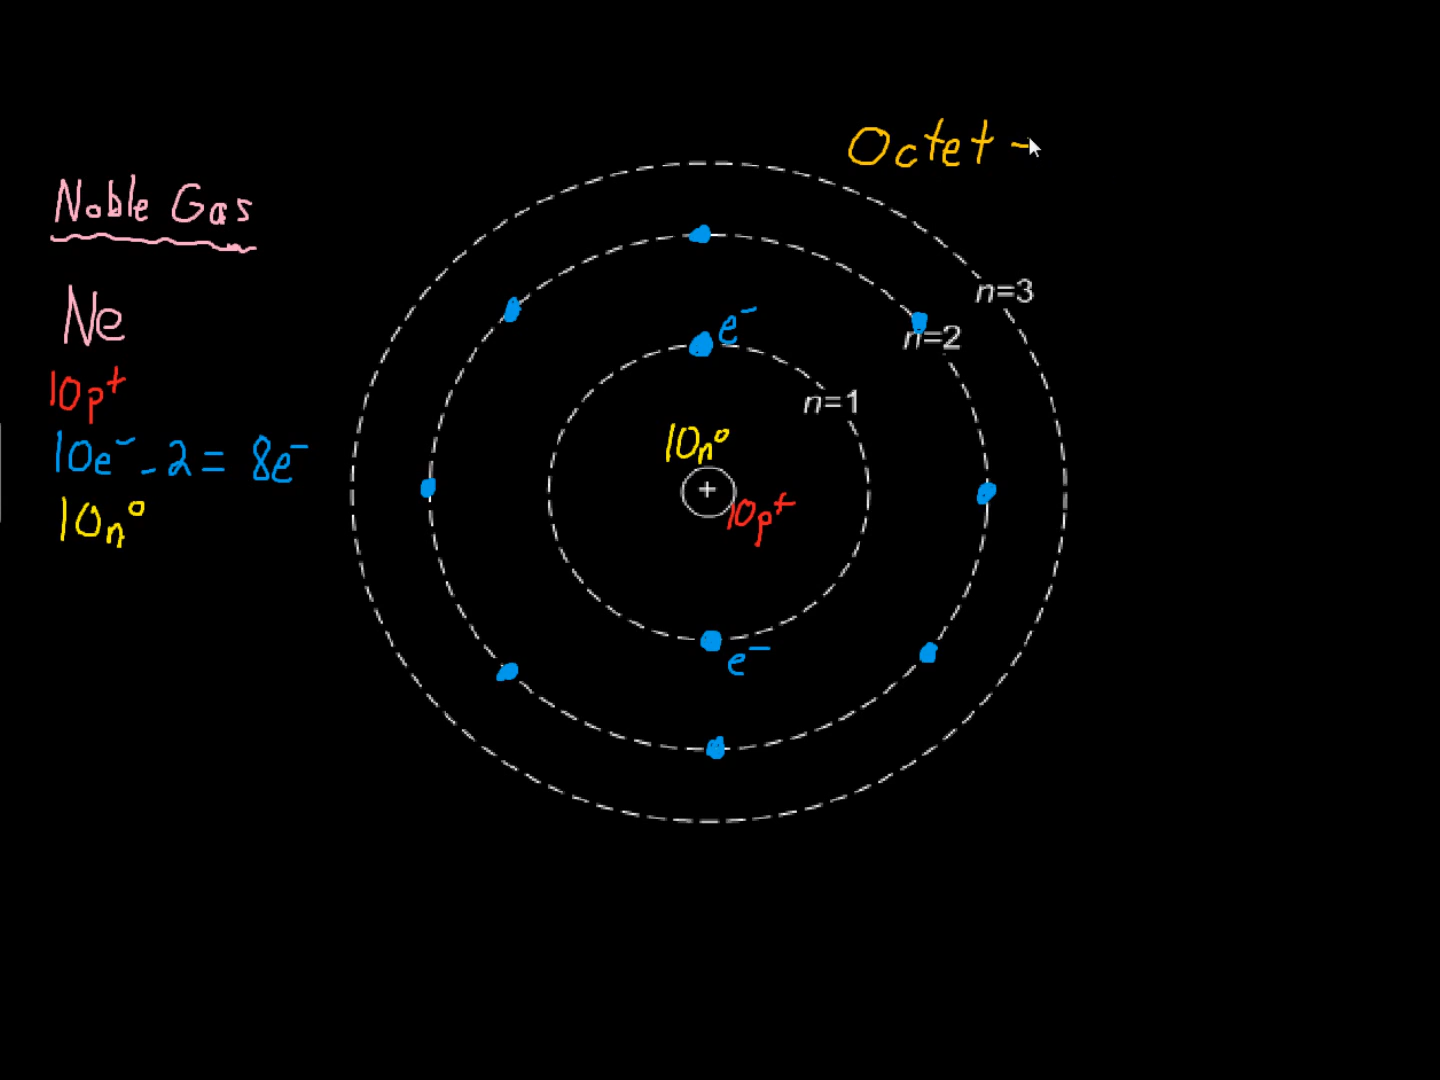 Octet -
Noble Gas
Ne
10p⁺
10e⁻ - 2 = 8e⁻
10n⁰
n=3
n=2
e⁻
n=1
10n⁰
+
10p⁺
e⁻